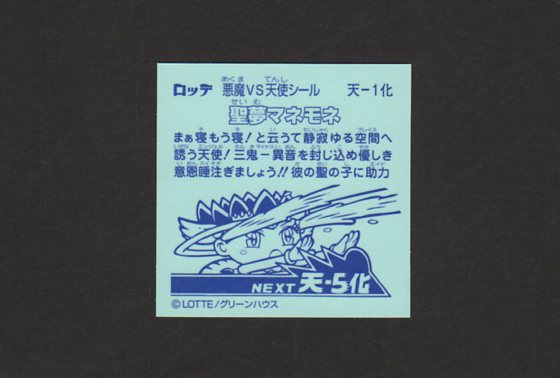 ロッテ 悪魔VS天使シール 天-1化
聖夢マネモネ
まぁ寝もう寝!と云うて静寂ゆる空間へ
誘う天使!三鬼-異音を封じ込め優しき
意恩睡注ぎましょう!!彼の聖の子に助力
NEXT 天-5化
©LOTTE/グリーンハウス